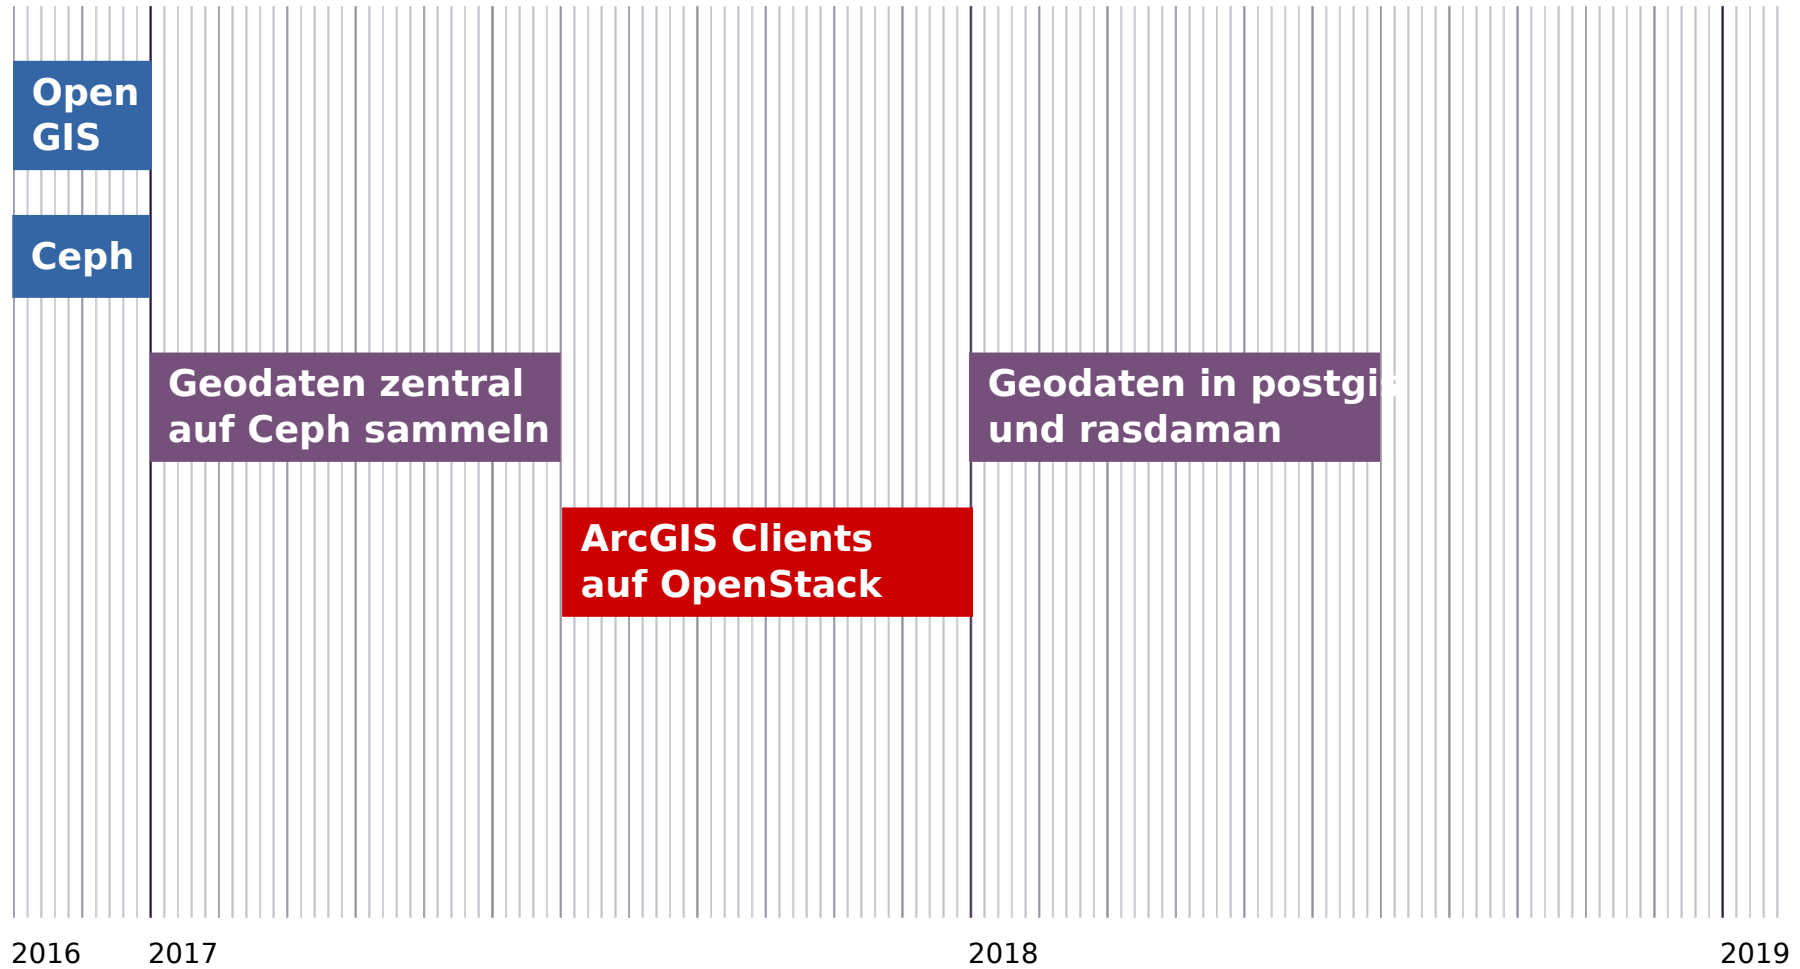 Open
GIS
Ceph
Geodaten zentral
auf Ceph sammeln
Geodaten in postgis
und rasdaman
ArcGIS Clients
auf OpenStack
2016
2017
2018
2019